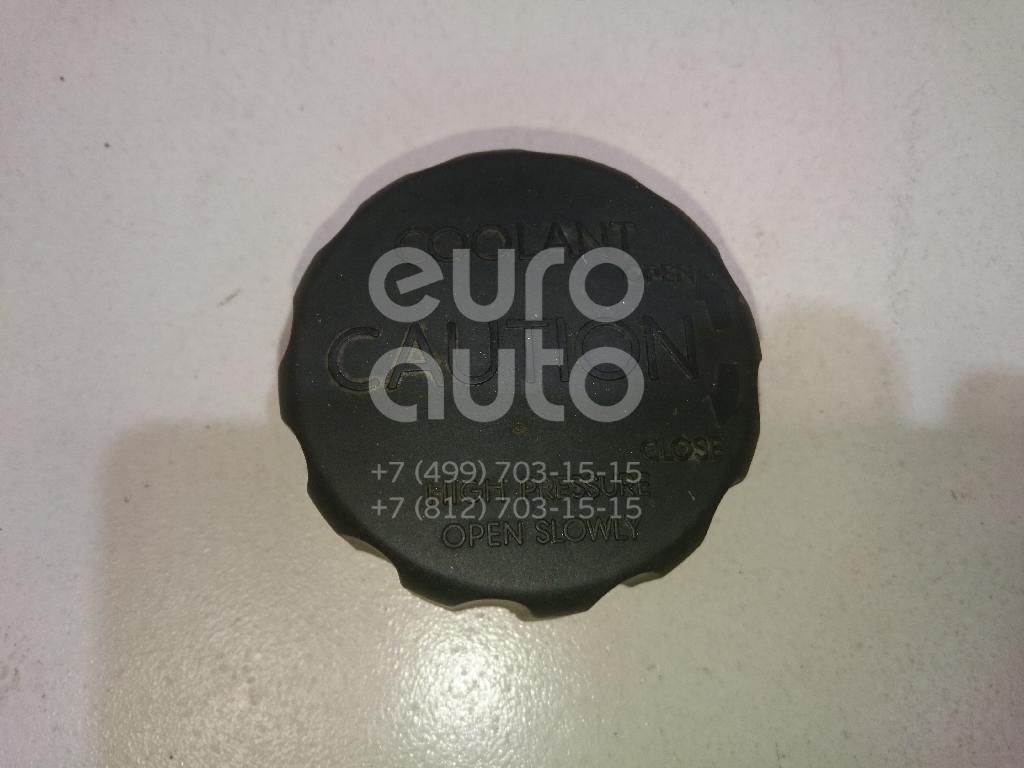 COOLANT
OPEN
euro
CAUTION
auto
CLOSE
+7 (499) 703-15-15
HIGH PRESSURE
+7 (812) 703-15-15
OPEN SLOWLY